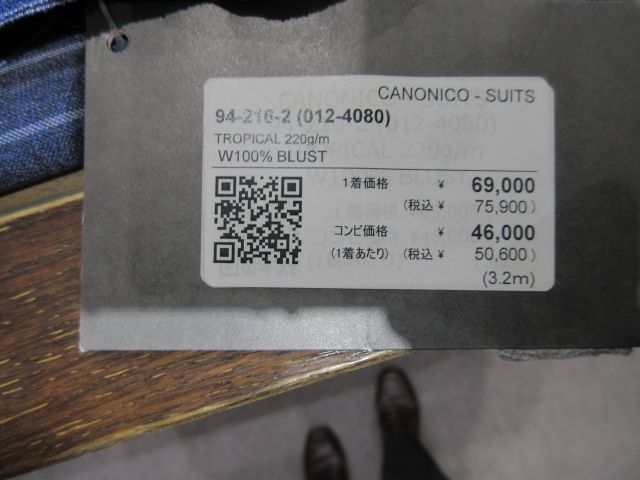 CANONICO - SUITS
94-216-2 (012-4080)
TROPICAL 220g/m
W100% BLUST
1着価格 ¥ 69,000
(税込 ¥ 75,900)
コンビ価格 ¥ 46,000
(1着あたり) (税込 ¥ 50,600)
(3.2m)